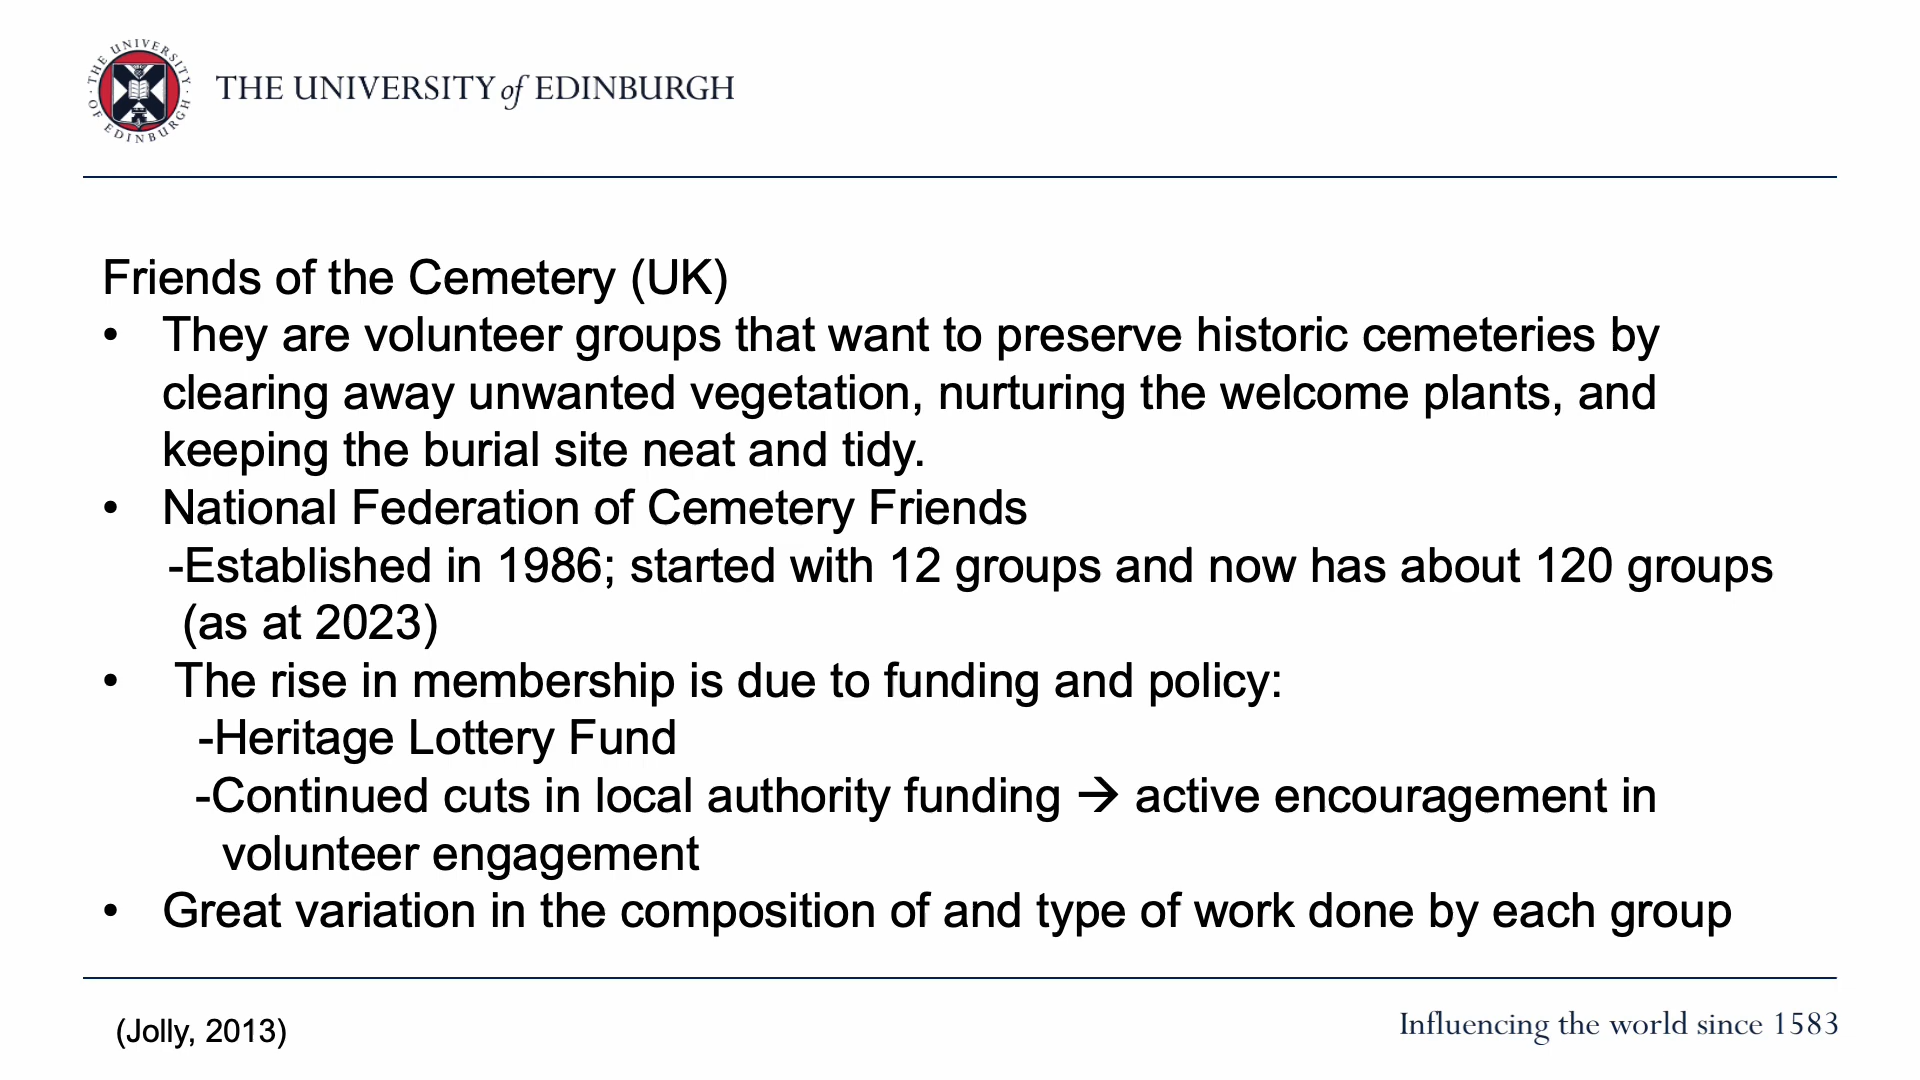 THE UNIVERSITY OF EDINBURGH
THE UNIVERSITY of EDINBURGH
Friends of the Cemetery (UK)
• They are volunteer groups that want to preserve historic cemeteries by
clearing away unwanted vegetation, nurturing the welcome plants, and
keeping the burial site neat and tidy.
• National Federation of Cemetery Friends
-Established in 1986; started with 12 groups and now has about 120 groups
(as at 2023)
• The rise in membership is due to funding and policy:
-Heritage Lottery Fund
-Continued cuts in local authority funding → active encouragement in
volunteer engagement
• Great variation in the composition of and type of work done by each group
(Jolly, 2013)
Influencing the world since 1583